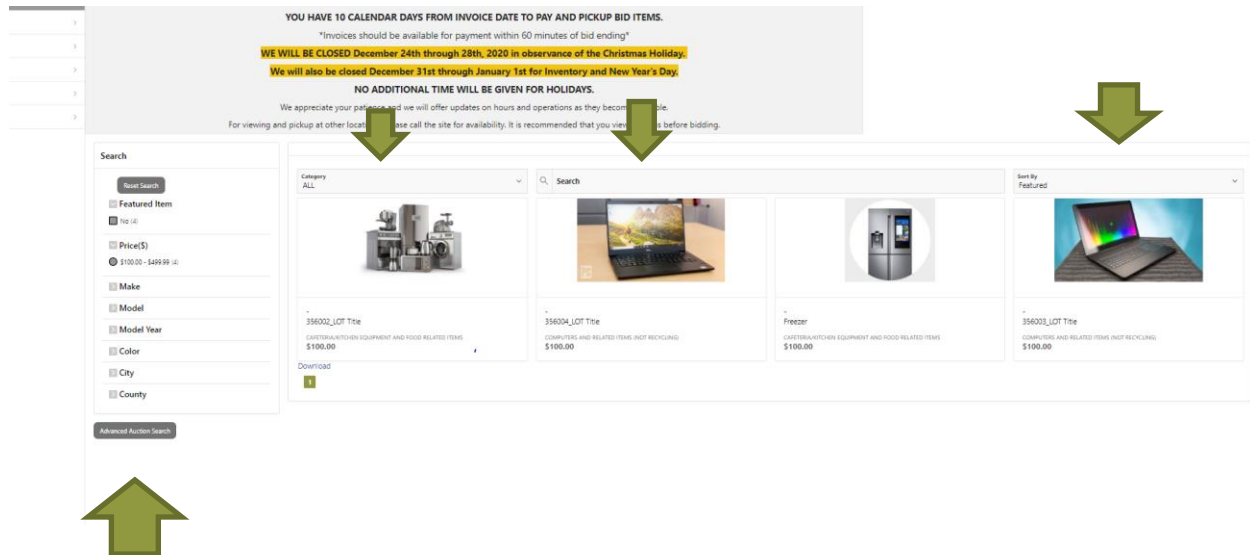 YOU HAVE 10 CALENDAR DAYS FROM INVOICE DATE TO PAY AND PICKUP BID ITEMS.
*Invoices should be available for payment within 60 minutes of bid ending*
WE WILL BE CLOSED December 24th through 28th, 2020 in observance of the Christmas Holiday.
We will also be closed December 31st through January 1st for Inventory and New Year's Day.
NO ADDITIONAL TIME WILL BE GIVEN FOR HOLIDAYS.
We appreciate your patience and we will offer updates on hours and operations as they become
For viewing and pickup at other call the site for availability. It is recommended that you view before bidding.
Search
Reset Search
Featured Item
No (4)
Price($)
$100.00 - $499.99 (4)
Make
Model
Model Year
Color
City
County
Advanced Auction Search
Category
ALL
Search
Sort By
Featured
-
356002_LOT Title
CAFETERIA/KITCHEN EQUIPMENT AND FOOD RELATED ITEMS
$100.00
-
356004_LOT Title
COMPUTERS AND RELATED ITEMS (NOT RECYCLING)
$100.00
-
Freezer
CAFETERIA/KITCHEN EQUIPMENT AND FOOD RELATED ITEMS
$100.00
-
356003_LOT Title
COMPUTERS AND RELATED ITEMS (NOT RECYCLING)
$100.00
Download
1